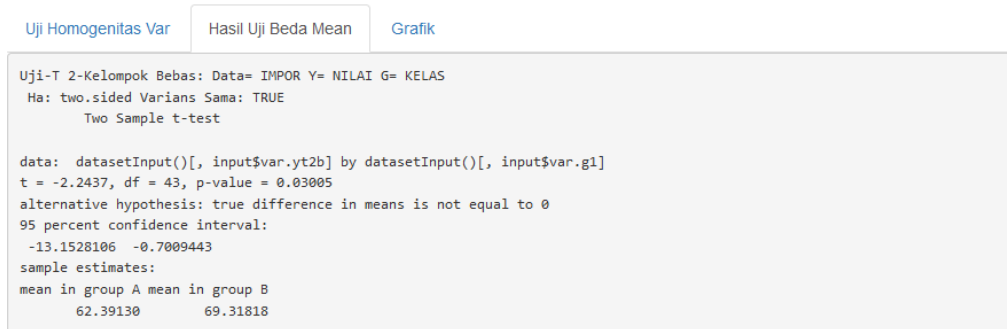 Uji Homogenitas Var Hasil Uji Beda Mean Grafik
Uji-T 2-Kelompok Bebas: Data= IMPOR Y= NILAI G= KELAS
Ha: two.sided Varians Sama: TRUE
Two Sample t-test
data: datasetInput()[, input$var.yt2b] by datasetInput()[, input$var.g1]
t = -2.2437, df = 43, p-value = 0.03005
alternative hypothesis: true difference in means is not equal to 0
95 percent confidence interval:
-13.1528106 -0.7009443
sample estimates:
mean in group A mean in group B
62.39130 69.31818